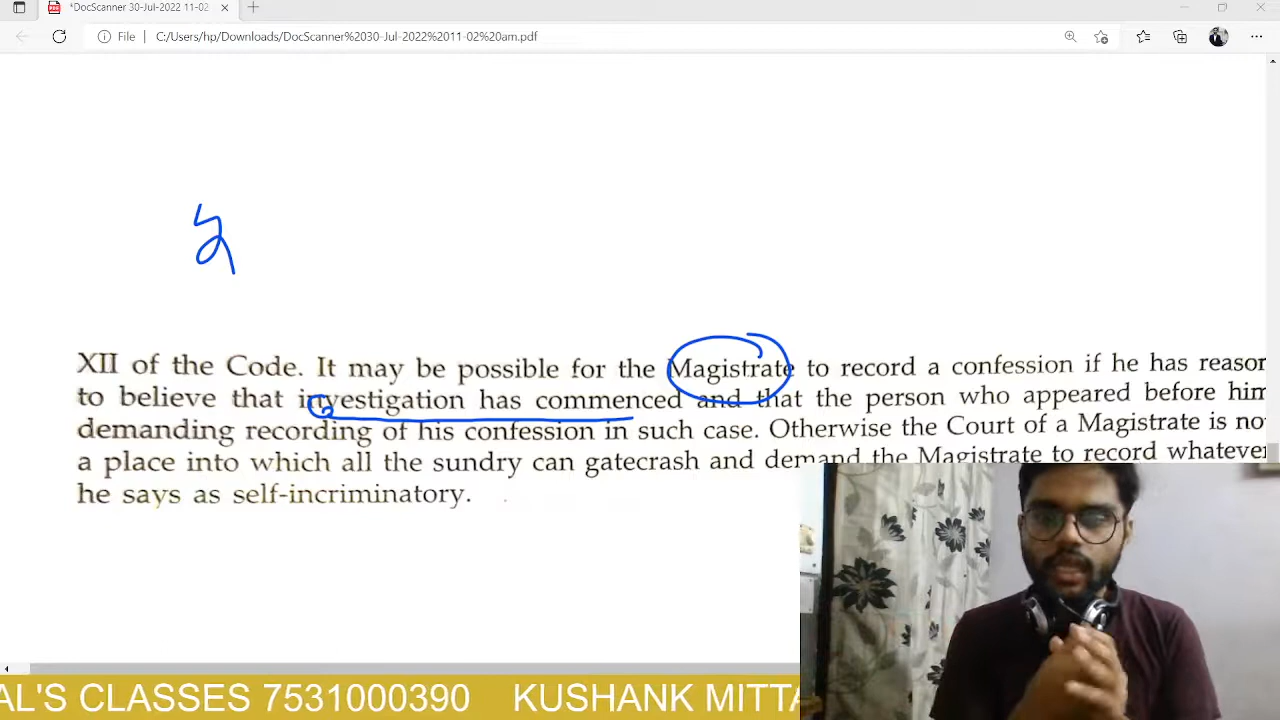 *DocScanner 30-Jul-2022 11-02
File
C:/Users/hp/Downloads/DocScanner%2030-Jul-2022%2011-02%20am.pdf
XII of the Code. It may be possible for the Magistrate to record a confession if he has reason
to believe that investigation has commenced and that the person who appeared before him
demanding recording of his confession in such case. Otherwise the Court of a Magistrate is no
a place into which all the sundry can gatecrash and demand the Magistrate to record whatever
he says as self-incriminatory.
AL'S CLASSES 7531000390 KUSHANK MITTA